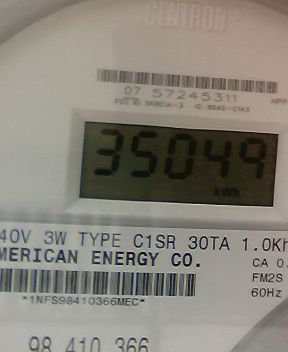 CENTRON
07 57245311
35049
kWh
40V 3W TYPE C1SR 30TA 1.0Kh
MERICAN ENERGY CO.
CA 0.
FM2S
60Hz
*1NFS98410366MEC*
98 410 366